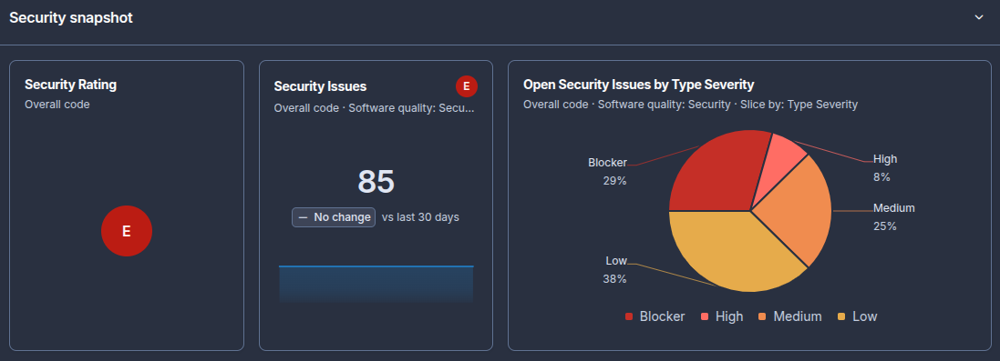 Security snapshot
Security Rating
Overall code
E
Security Issues
E
Overall code · Software quality: Secu...
85
— No change vs last 30 days
Open Security Issues by Type Severity
Overall code · Software quality: Security · Slice by: Type Severity
Blocker
29%
High
8%
Medium
25%
Low
38%
Blocker High Medium Low